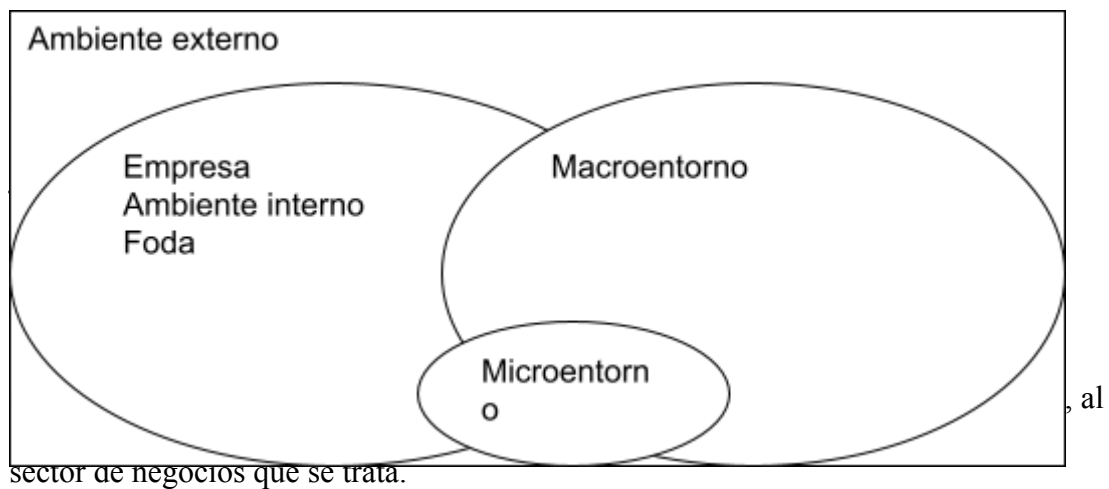 Ambiente externo
Empresa
Ambiente interno
Foda
Macroentorno
Microentorn
o
, al
sector de negocios que se trata.